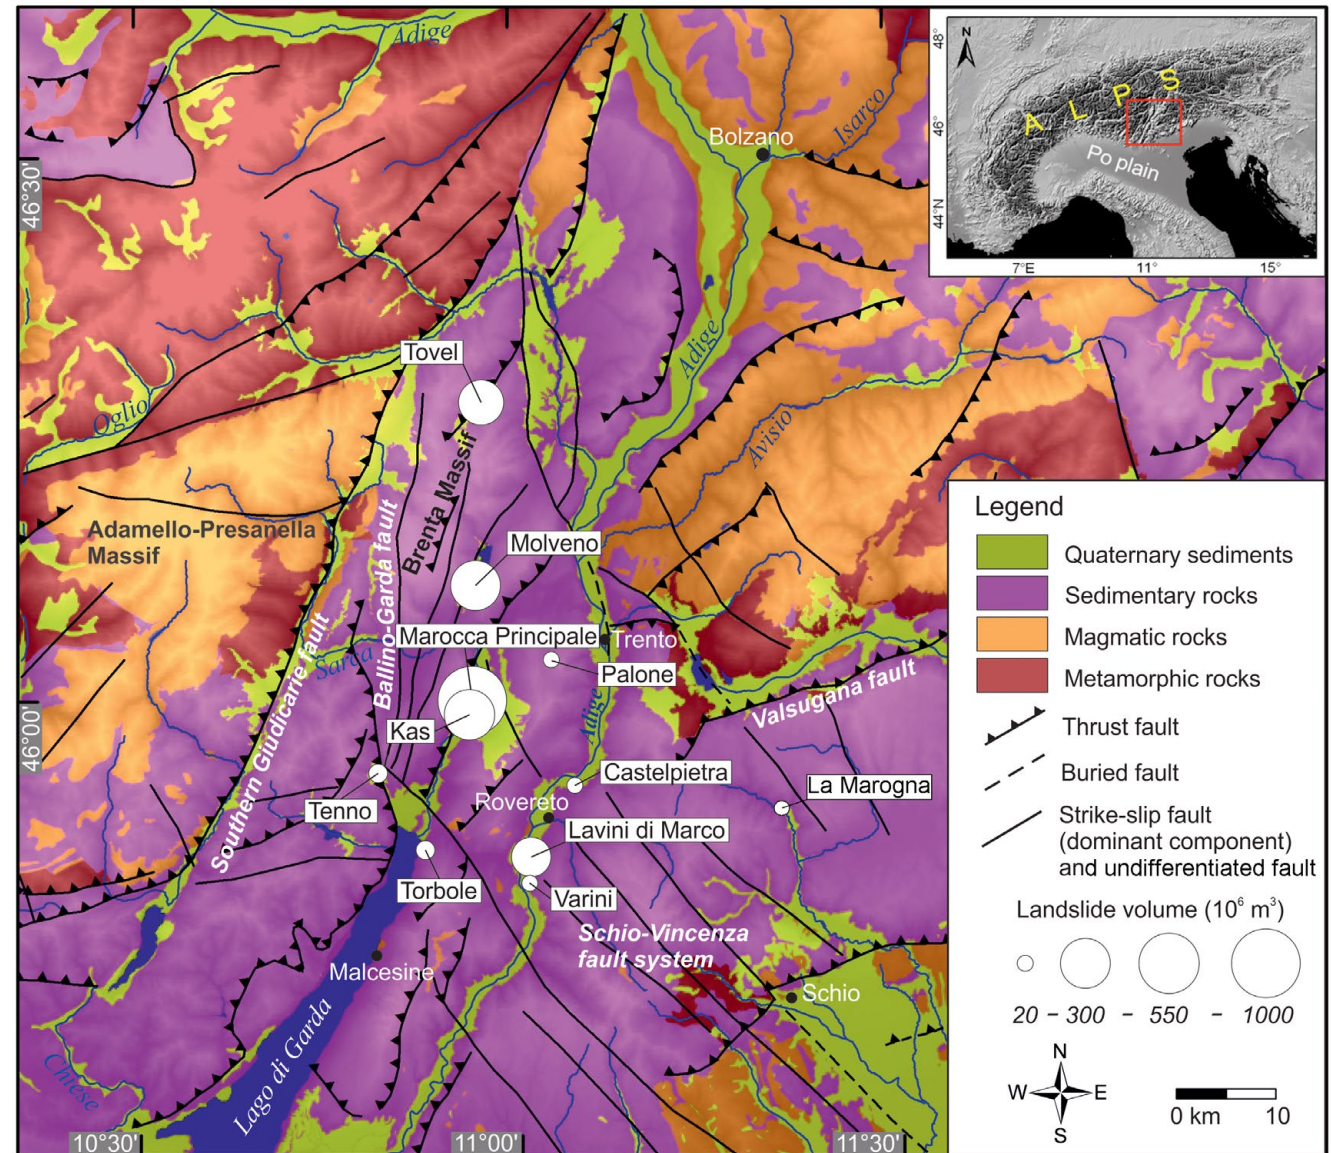 Adige
Isarco
Bolzano
46°30'
Tovel
Adige
Oglio
Avisio
Brenta Massif
Adamello-Presanella
Massif
Ballino-Garda fault
Molveno
Marocca Principale
Trento
Sarca
Palone
Southern Giudicarie fault
Valsugana fault
46°00'
Kas
Adige
Castelpietra
La Marogna
Tenno
Rovereto
Lavini di Marco
Torbole
Varini
Schio-Vincenza
fault system
Malcesine
Schio
Lago di Garda
Chiese
10°30'
11°00'
11°30'
N
48°
46°
44°N
ALPS
Po plain
7°E
11°
15°
Legend
Quaternary sediments
Sedimentary rocks
Magmatic rocks
Metamorphic rocks
Thrust fault
Buried fault
Strike-slip fault
(dominant component)
and undifferentiated fault
Landslide volume (10⁶ m³)
20 – 300 – 550 – 1000
N
W E
S
0 km 10